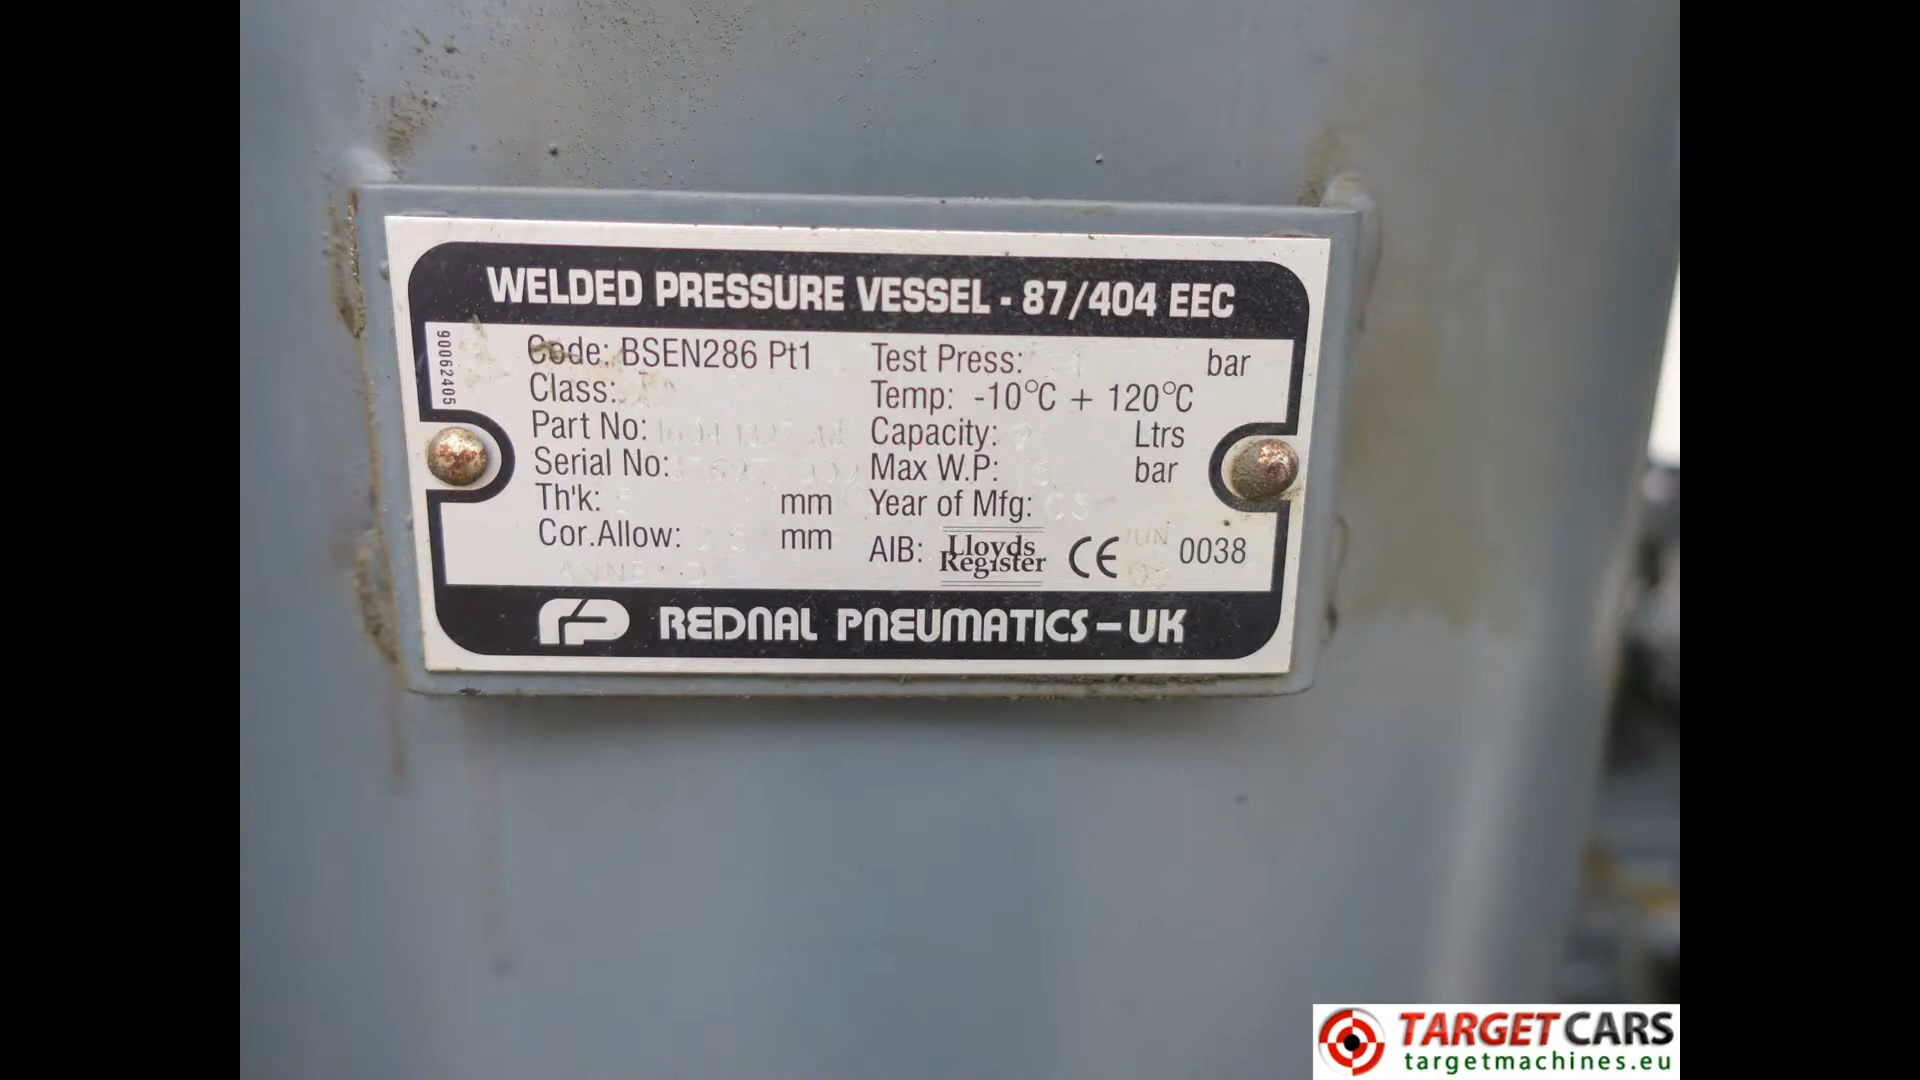 WELDED PRESSURE VESSEL - 87/404 EEC
90062405
Code: BSEN286 Pt1
Class:
Part No:
Serial No:
Th'k: mm
Cor.Allow: mm
Test Press: bar
Temp: -10°C + 120°C
Capacity: Ltrs
Max W.P: bar
Year of Mfg:
AIB: Lloyds Register CE 0038
REDNAL PNEUMATICS – UK
TARGET CARS
targetmachines.eu